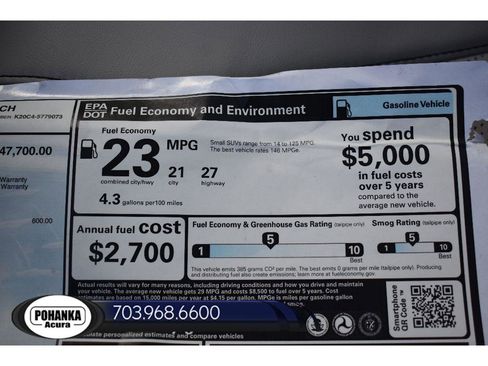 CH
EPA
DOT
Fuel Economy and Environment
Gasoline Vehicle
K20C4-5779073
47,700.00
Warranty
Warranty
600.00
Fuel Economy
23 MPG
combined city/hwy
21
city
27
highway
4.3 gallons per 100 miles
Small SUVs range from 14 to 125 MPG.
The best vehicle rates 146 MPGe.
You spend
$5,000
in fuel costs
over 5 years
compared to the
average new vehicle.
Annual fuel cost
$2,700
Fuel Economy & Greenhouse Gas Rating (tailpipe only)
Smog Rating (tailpipe only)
1
5
10
Best
1
5
10
Best
This vehicle emits 385 grams CO² per mile. The best emits 0 grams per mile (tailpipe only). Producing and
distributing fuel also create emissions; learn more at fueleconomy.gov.
Actual results will vary for many reasons, including driving conditions and how you drive and maintain
your vehicle. The average new vehicle gets 29 MPG and costs $8,500 to fuel over 5 years. Cost
estimates are based on 15,000 miles per year at $4.15 per gallon. MPGe is miles per gasoline gallon
personalized estimates and compare vehicles
Smartphone
QR Code™
POHANKA
Acura
703.968.6600